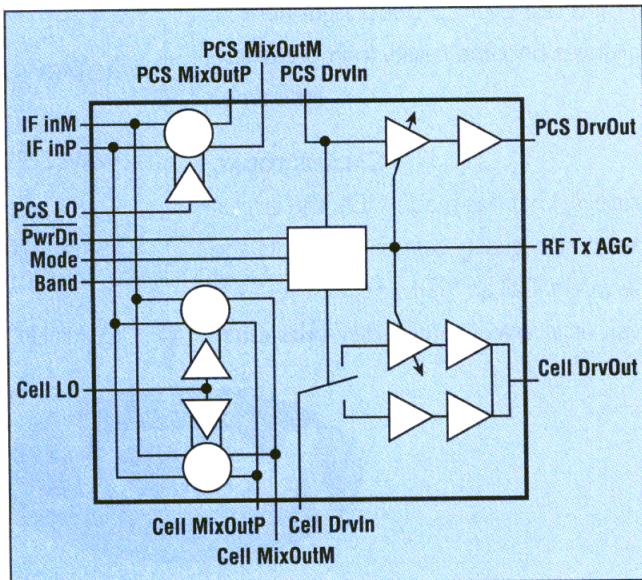 PCS MixOutM
PCS MixOutP
PCS DrvIn
IF inM
IF inP
PCS DrvOut
PCS LO
PwrDn
RF Tx AGC
Mode
Band
Cell LO
Cell DrvOut
Cell MixOutP
Cell DrvIn
Cell MixOutM